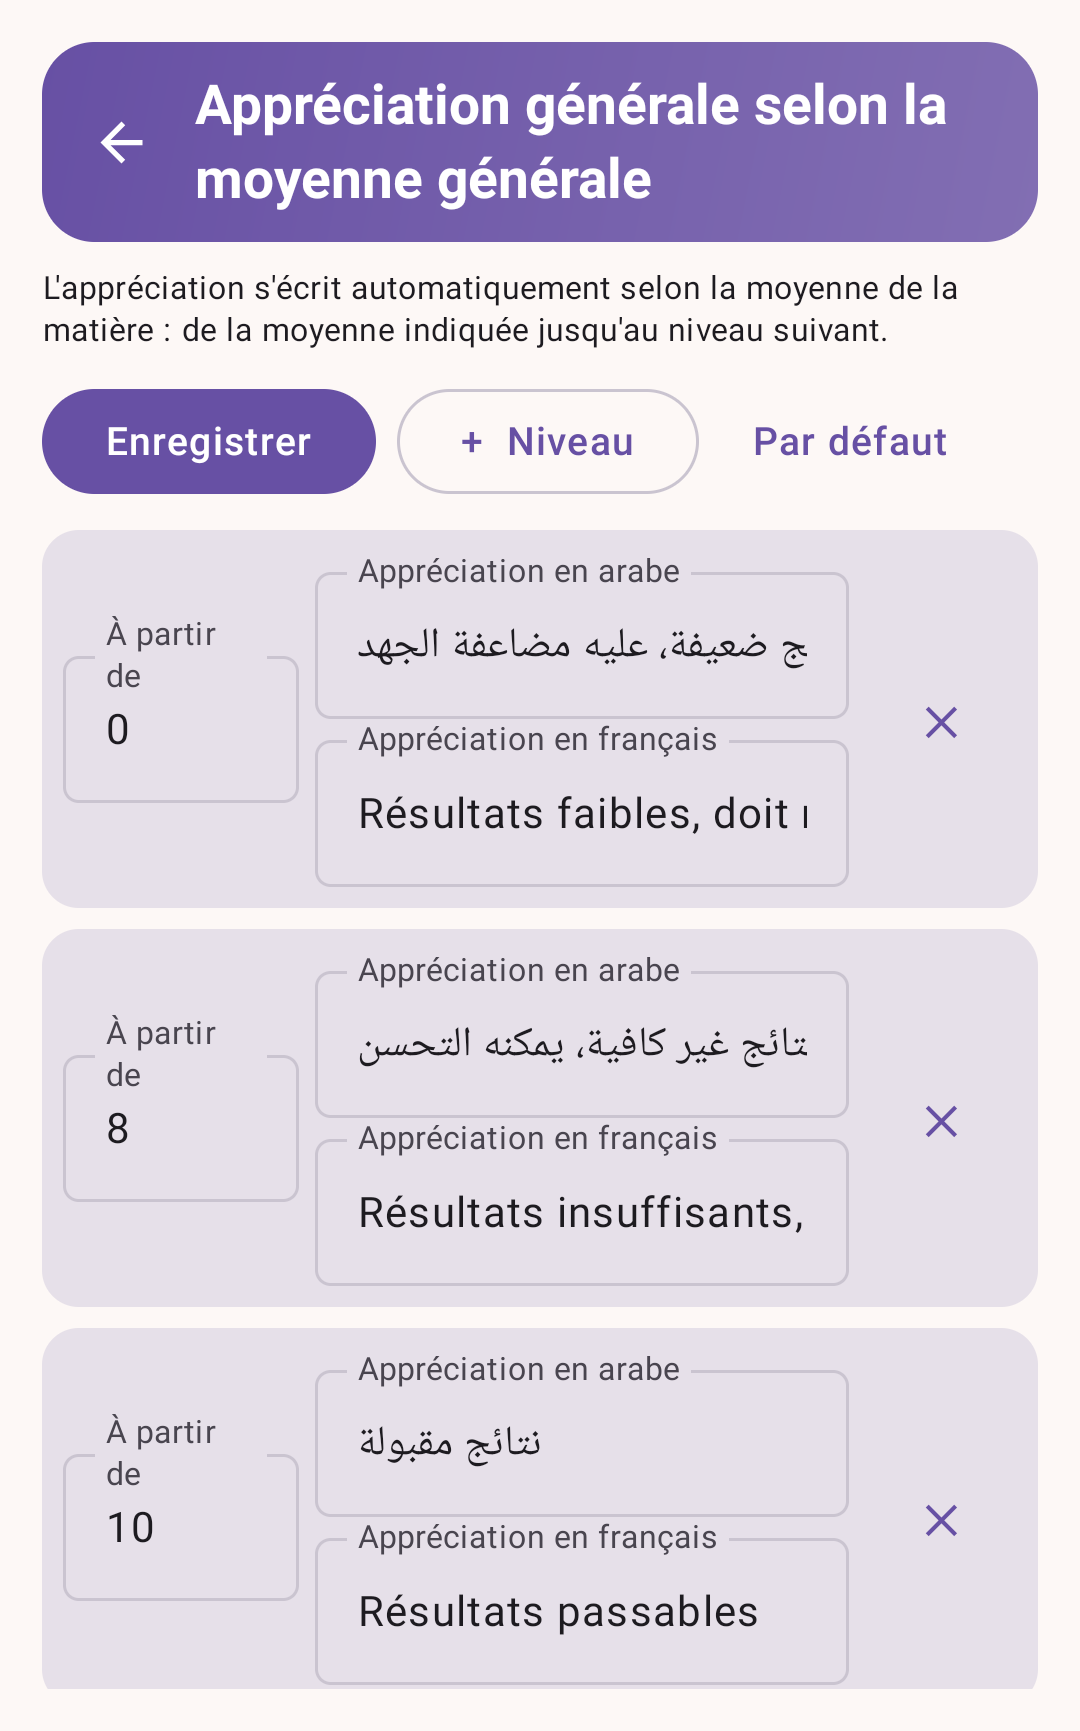 Appréciation générale selon la
moyenne générale
L'appréciation s'écrit automatiquement selon la moyenne de la
matière : de la moyenne indiquée jusqu'au niveau suivant.
Enregistrer
+ Niveau
Par défaut
À partir
de
0
Appréciation en arabe
ضعيفة، عليه مضاعفة الجهد
Appréciation en français
Résultats faibles, doit
À partir
de
8
Appréciation en arabe
نتائج غير كافية، يمكنه التحسن
Appréciation en français
Résultats insuffisants,
À partir
de
10
Appréciation en arabe
نتائج مقبولة
Appréciation en français
Résultats passables